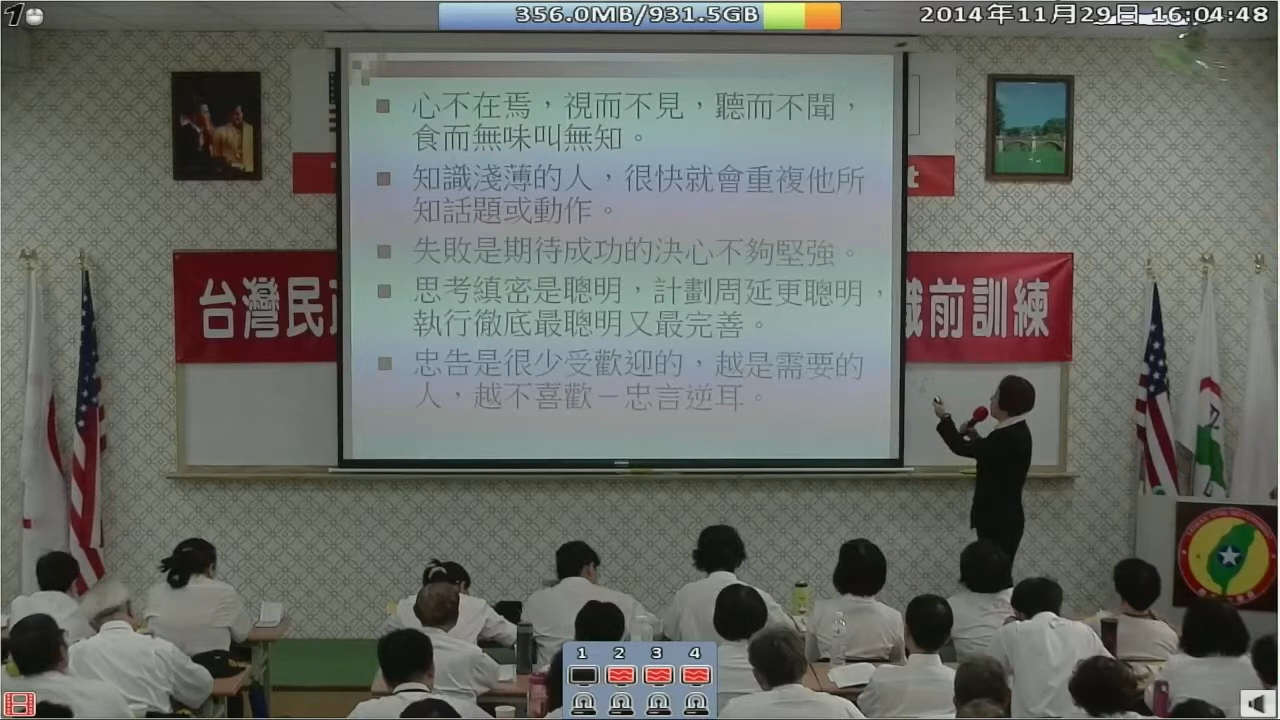 1
356.0MB/931.5GB
2014年11月29日 16:04:48
心不在焉，視而不見，聽而不聞，
食而無味叫無知。
知識淺薄的人，很快就會重複他所
知話題或動作。
失敗是期待成功的決心不夠堅強。
思考縝密是聰明，計劃周延更聰明，
執行徹底最聰明又最完善。
忠告是很少受歡迎的，越是需要的
人，越不喜歡－忠言逆耳。
t
台灣民
職前訓練
1 2 3 4